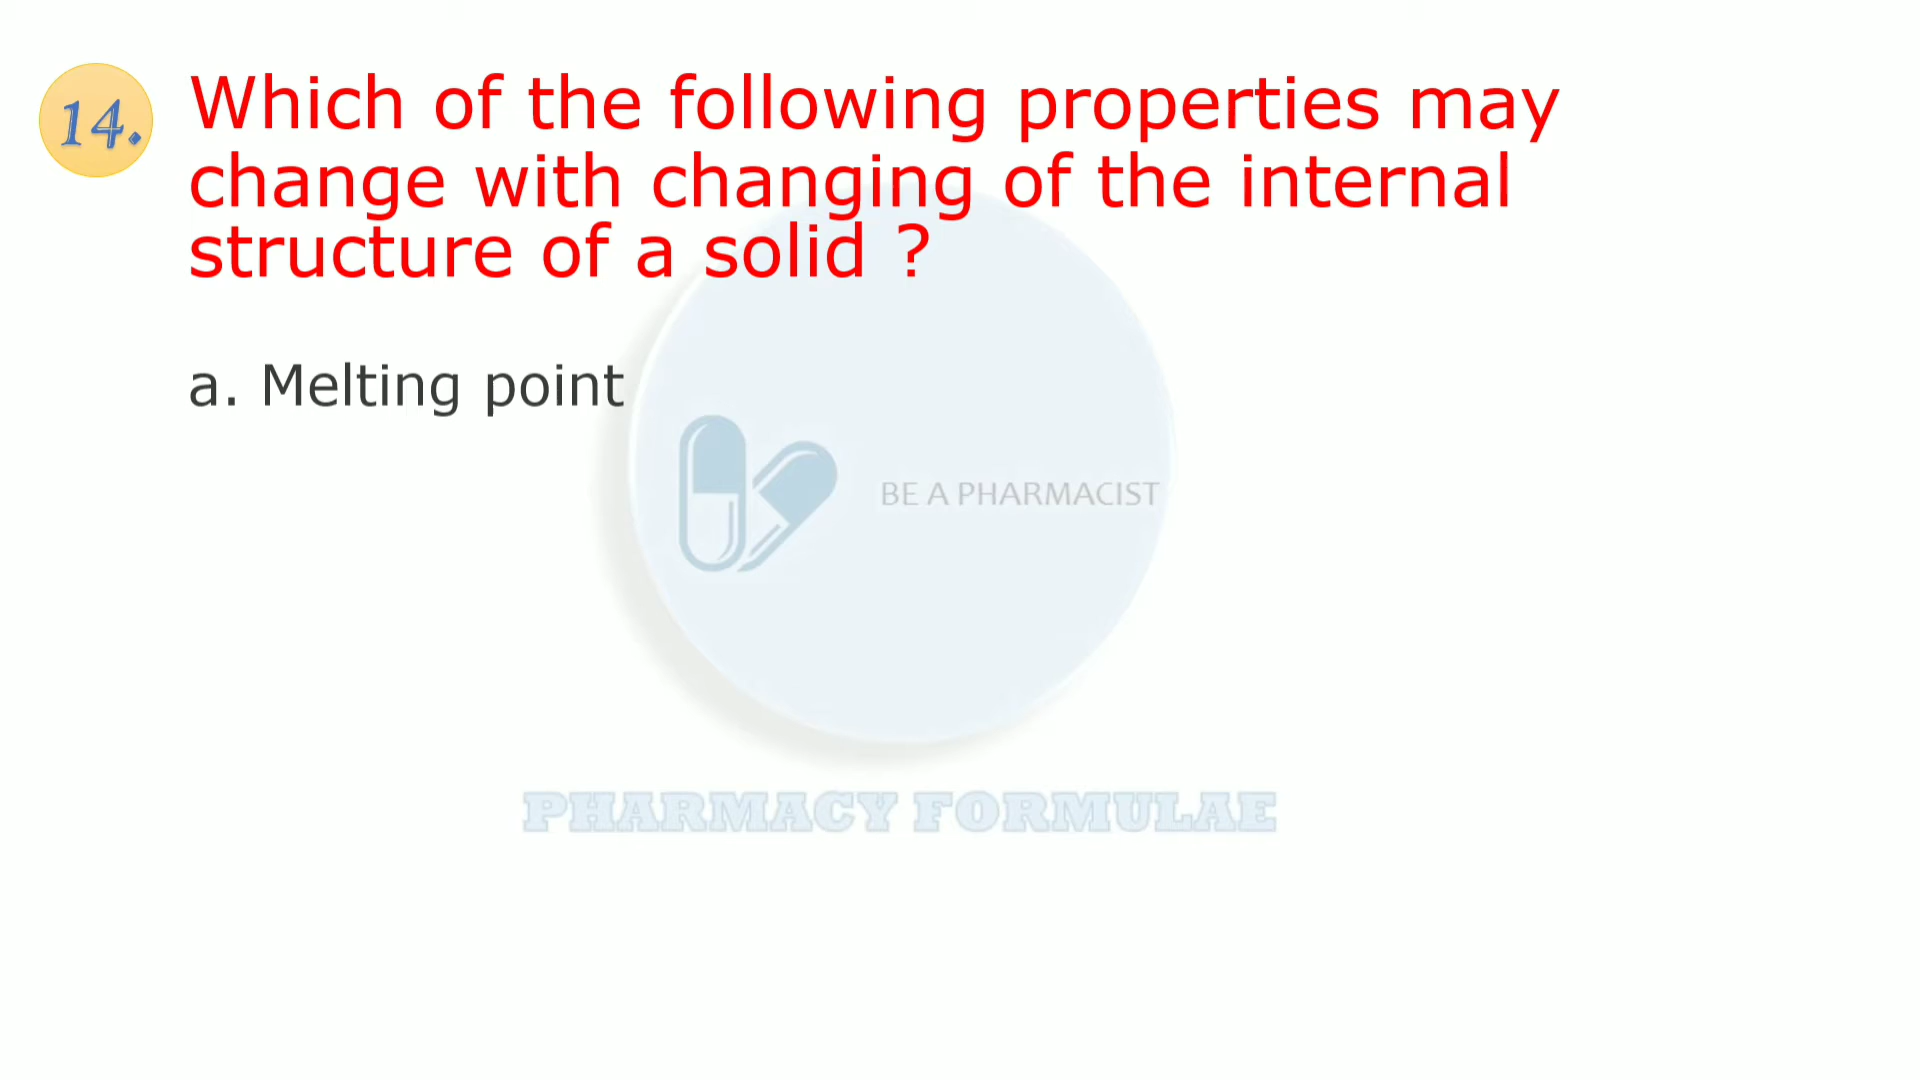 14.
Which of the following properties may
change with changing of the internal
structure of a solid ?
a. Melting point
BE A PHARMACIST
PHARMACY FORMULAE